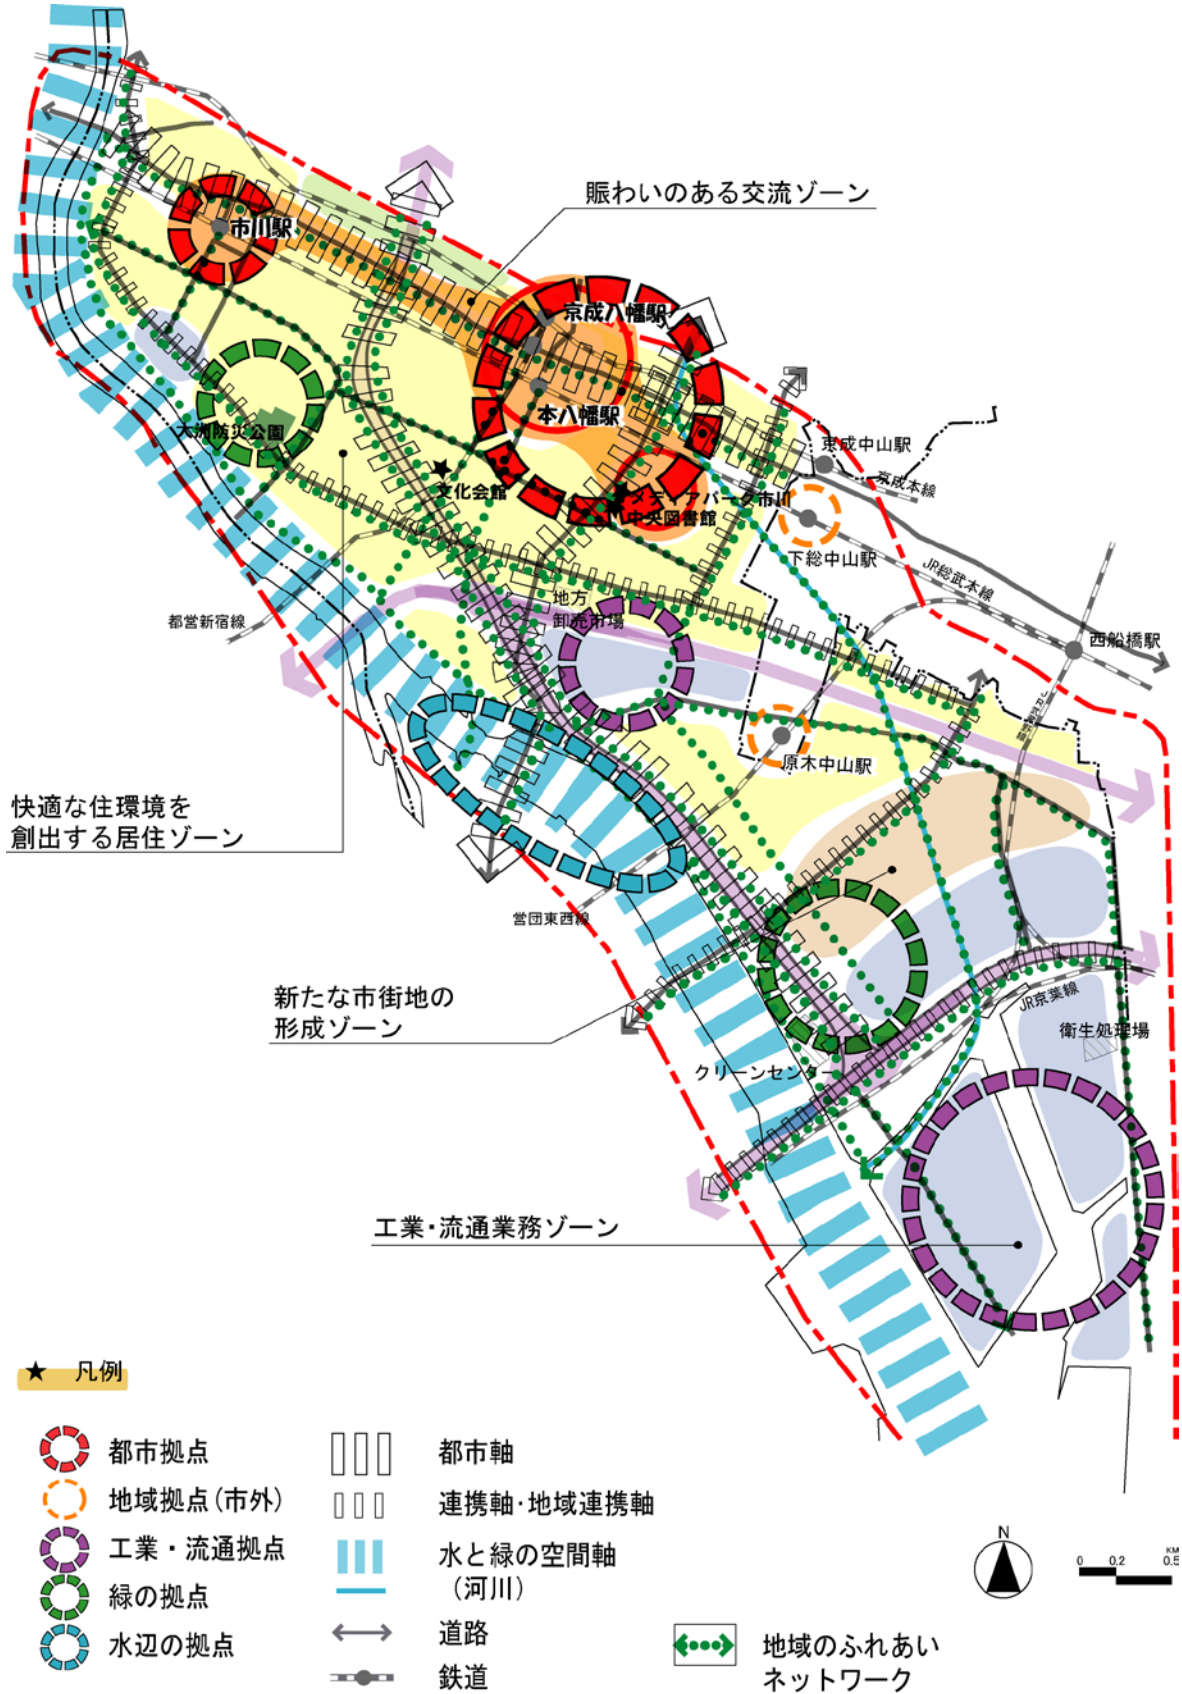 賑わいのある交流ゾーン
市川駅
京成八幡駅
本八幡駅
大洲防災公園
文化会館
メディアパーク市川
中央図書館
京成中山駅
京成本線
下総中山駅
JR総武本線
西船橋駅
都営新宿線
地方
卸売市場
JR武蔵野線
原木中山駅
快適な住環境を
創出する居住ゾーン
営団東西線
新たな市街地の
形成ゾーン
JR京葉線
衛生処理場
クリーンセンター
工業・流通業務ゾーン
★ 凡例
都市拠点
地域拠点(市外)
工業・流通拠点
緑の拠点
水辺の拠点
都市軸
連携軸・地域連携軸
水と緑の空間軸
(河川)
道路
鉄道
地域のふれあい
ネットワーク
N
0 0.2 0.5
KM